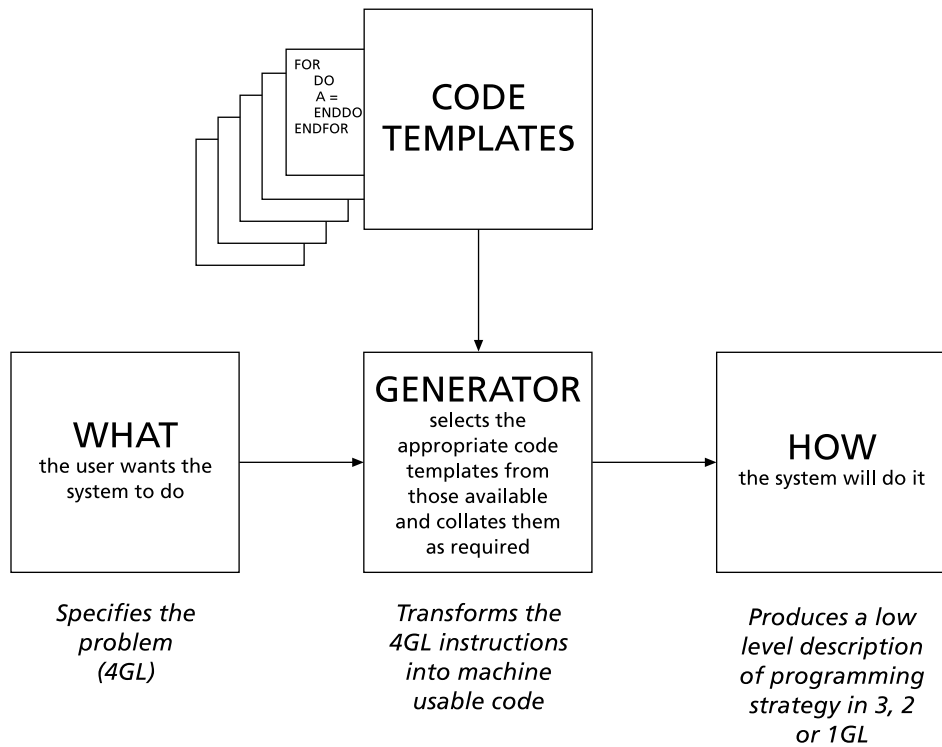 FOR
DO
A =
ENDDO
ENDFOR
CODE
TEMPLATES
WHAT
the user wants the
system to do
GENERATOR
selects the
appropriate code
templates from
those available
and collates them
as required
HOW
the system will do it
Specifies the
problem
(4GL)
Transforms the
4GL instructions
into machine
usable code
Produces a low
level description
of programming
strategy in 3, 2
or 1GL